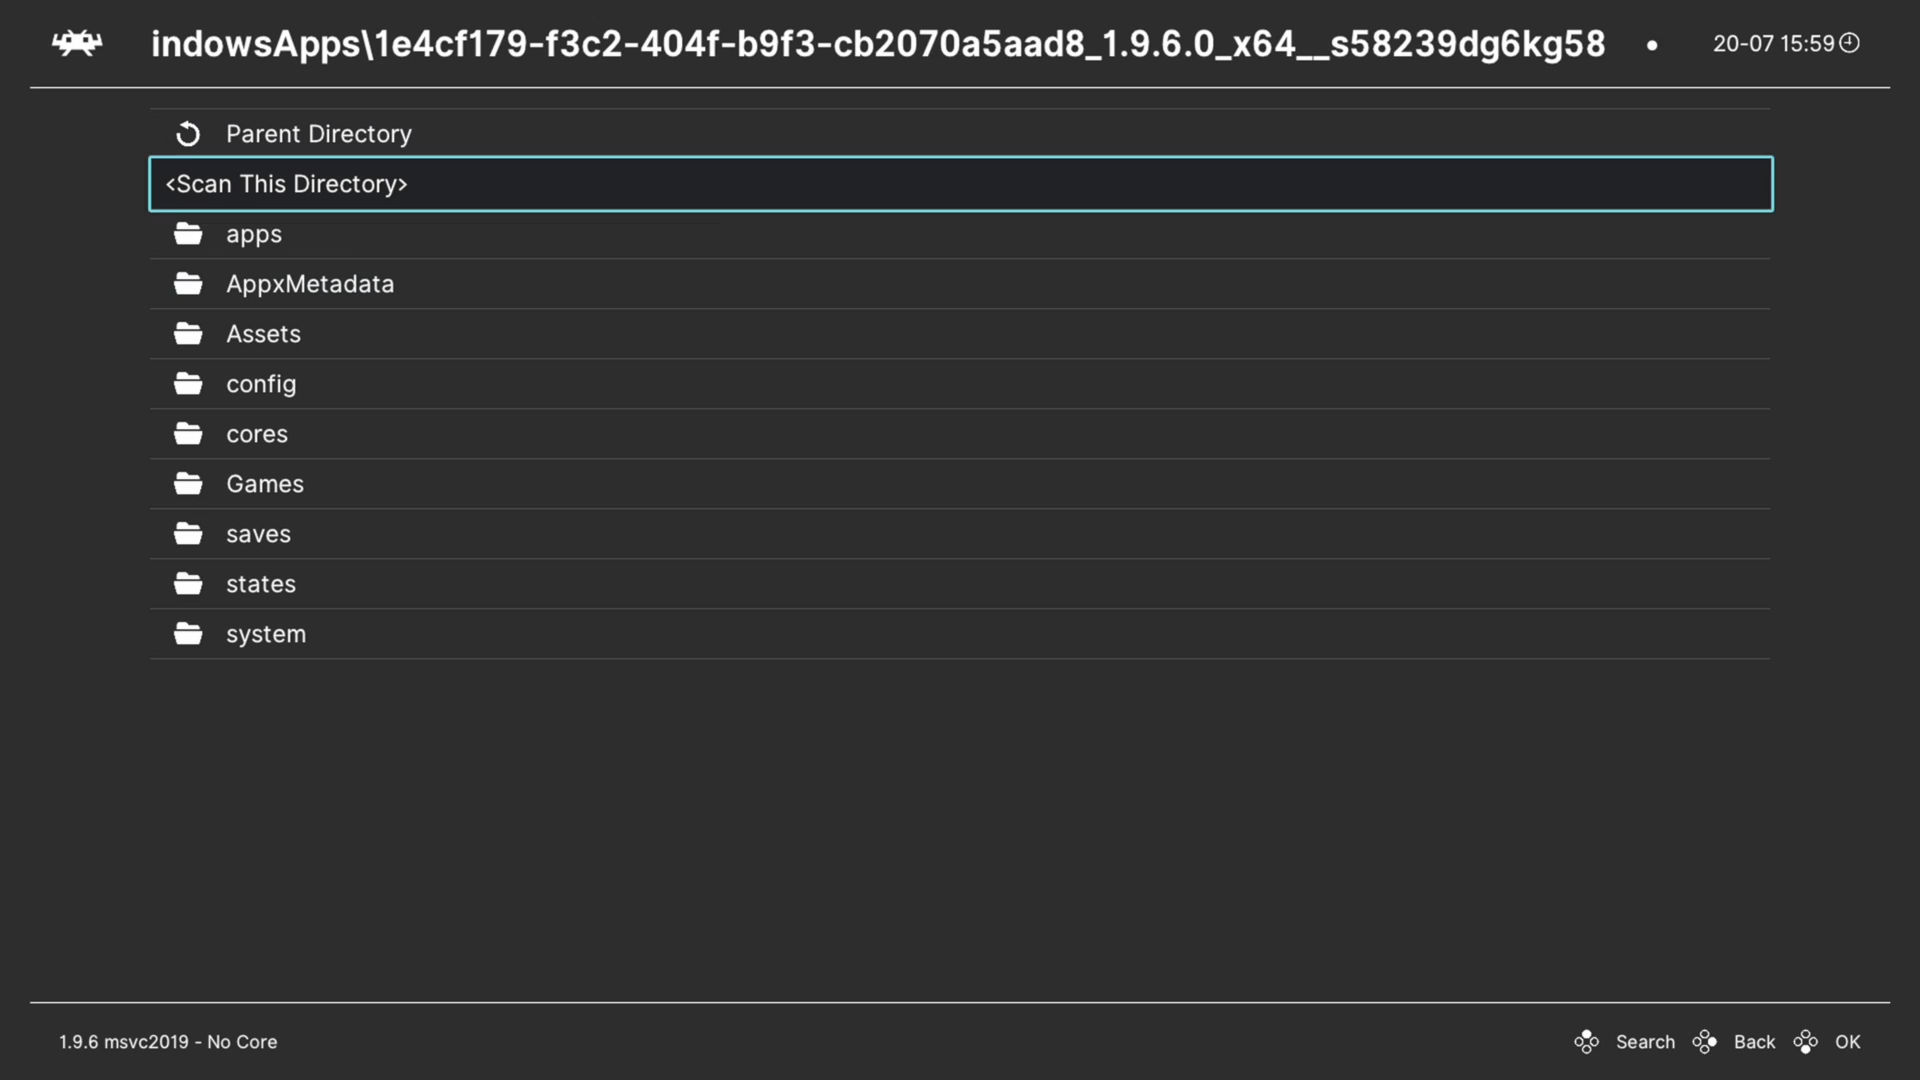 indowsApps\1e4cf179-f3c2-404f-b9f3-cb2070a5aad8_1.9.6.0_x64__s58239dg6kg58 • 20-07 15:59
Parent Directory
<Scan This Directory>
apps
AppxMetadata
Assets
config
cores
Games
saves
states
system
1.9.6 msvc2019 - No Core Search Back OK